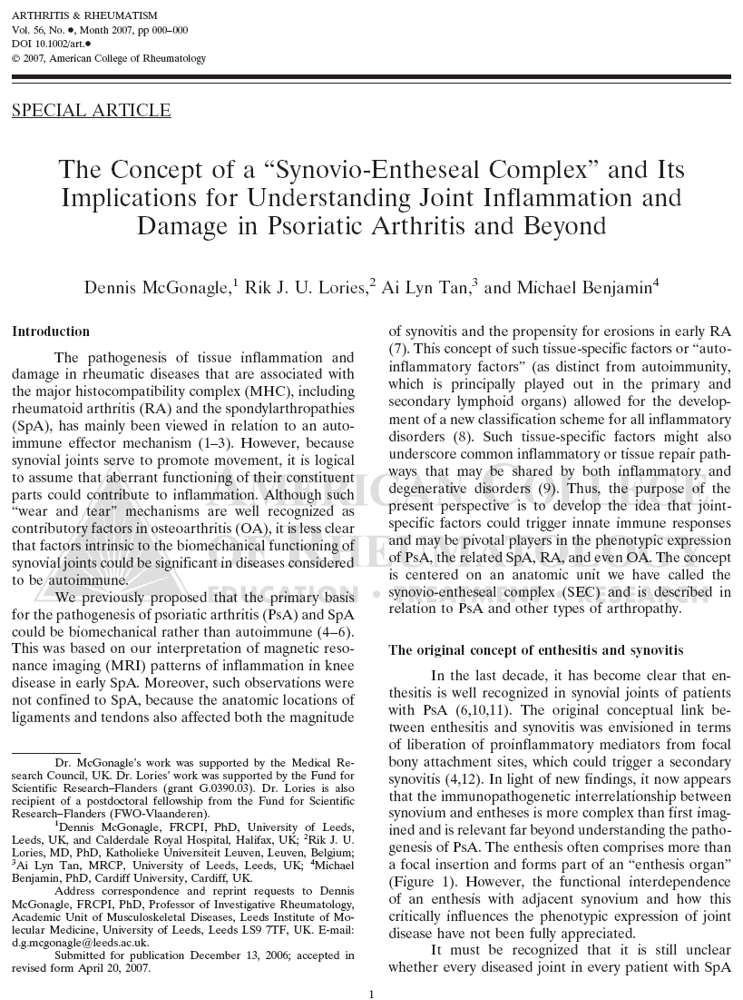 ARTHRITIS & RHEUMATISM
Vol. 56, No. ●, Month 2007, pp 000–000
DOI 10.1002/art.●
© 2007, American College of Rheumatology
SPECIAL ARTICLE
The Concept of a “Synovio-Entheseal Complex” and Its
Implications for Understanding Joint Inflammation and
Damage in Psoriatic Arthritis and Beyond
Dennis McGonagle,1 Rik J. U. Lories,2 Ai Lyn Tan,3 and Michael Benjamin4
Introduction
The pathogenesis of tissue inflammation and
damage in rheumatic diseases that are associated with
the major histocompatibility complex (MHC), including
rheumatoid arthritis (RA) and the spondylarthropathies
(SpA), has mainly been viewed in relation to an auto-
immune effector mechanism (1–3). However, because
synovial joints serve to promote movement, it is logical
to assume that aberrant functioning of their constituent
parts could contribute to inflammation. Although such
“wear and tear” mechanisms are well recognized as
contributory factors in osteoarthritis (OA), it is less clear
that factors intrinsic to the biomechanical functioning of
synovial joints could be significant in diseases considered
to be autoimmune.
We previously proposed that the primary basis
for the pathogenesis of psoriatic arthritis (PsA) and SpA
could be biomechanical rather than autoimmune (4–6).
This was based on our interpretation of magnetic reso-
nance imaging (MRI) patterns of inflammation in knee
disease in early SpA. Moreover, such observations were
not confined to SpA, because the anatomic locations of
ligaments and tendons also affected both the magnitude
Dr. McGonagle’s work was supported by the Medical Re-
search Council, UK. Dr. Lories’ work was supported by the Fund for
Scientific Research–Flanders (grant G.0390.03). Dr. Lories is also
recipient of a postdoctoral fellowship from the Fund for Scientific
Research–Flanders (FWO-Vlaanderen).
1Dennis McGonagle, FRCPI, PhD, University of Leeds,
Leeds, UK, and Calderdale Royal Hospital, Halifax, UK; 2Rik J. U.
Lories, MD, PhD, Katholieke Universiteit Leuven, Leuven, Belgium;
3Ai Lyn Tan, MRCP, University of Leeds, Leeds, UK; 4Michael
Benjamin, PhD, Cardiff University, Cardiff, UK.
Address correspondence and reprint requests to Dennis
McGonagle, FRCPI, PhD, Professor of Investigative Rheumatology,
Academic Unit of Musculoskeletal Diseases, Leeds Institute of Mo-
lecular Medicine, University of Leeds, Leeds LS9 7TF, UK. E-mail:
d.g.mcgonagle@leeds.ac.uk.
Submitted for publication December 13, 2006; accepted in
revised form April 20, 2007.
of synovitis and the propensity for erosions in early RA
(7). This concept of such tissue-specific factors or “auto-
inflammatory factors” (as distinct from autoimmunity,
which is principally played out in the primary and
secondary lymphoid organs) allowed for the develop-
ment of a new classification scheme for all inflammatory
disorders (8). Such tissue-specific factors might also
underscore common inflammatory or tissue repair path-
ways that may be shared by both inflammatory and
degenerative disorders (9). Thus, the purpose of the
present perspective is to develop the idea that joint-
specific factors could trigger innate immune responses
and may be pivotal players in the phenotypic expression
of PsA, the related SpA, RA, and even OA. The concept
is centered on an anatomic unit we have called the
synovio-entheseal complex (SEC) and is described in
relation to PsA and other types of arthropathy.
The original concept of enthesitis and synovitis
In the last decade, it has become clear that en-
thesitis is well recognized in synovial joints of patients
with PsA (6,10,11). The original conceptual link be-
tween enthesitis and synovitis was envisioned in terms
of liberation of proinflammatory mediators from focal
bony attachment sites, which could trigger a secondary
synovitis (4,12). In light of new findings, it now appears
that the immunopathogenetic interrelationship between
synovium and entheses is more complex than first imag-
ined and is relevant far beyond understanding the patho-
genesis of PsA. The enthesis often comprises more than
a focal insertion and forms part of an “enthesis organ”
(Figure 1). However, the functional interdependence
of an enthesis with adjacent synovium and how this
critically influences the phenotypic expression of joint
disease have not been fully appreciated.
It must be recognized that it is still unclear
whether every diseased joint in every patient with SpA
AMERICAN COLLEGE
OF RHEUMATOLOGY
EDUCATION • TREATMENT • RESEARCH
1